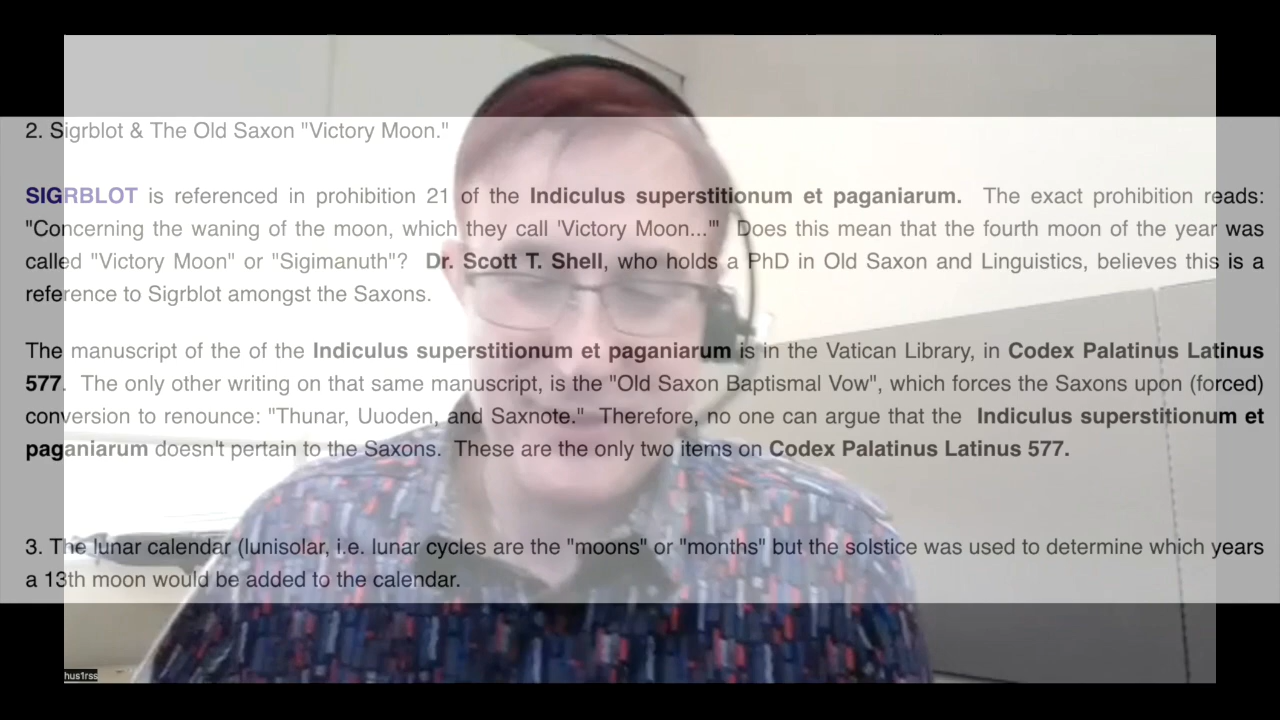 2. Sigrblot & The Old Saxon "Victory Moon."
SIGRBLOT is referenced in prohibition 21 of the Indiculus superstitionum et paganiarum. The exact prohibition reads:
"Concerning the waning of the moon, which they call 'Victory Moon..."' Does this mean that the fourth moon of the year was
called "Victory Moon" or "Sigimanuth"? Dr. Scott T. Shell, who holds a PhD in Old Saxon and Linguistics, believes this is a
reference to Sigrblot amongst the Saxons.
The manuscript of the of the Indiculus superstitionum et paganiarum is in the Vatican Library, in Codex Palatinus Latinus
577. The only other writing on that same manuscript, is the "Old Saxon Baptismal Vow", which forces the Saxons upon (forced)
conversion to renounce: "Thunar, Uuoden, and Saxnote." Therefore, no one can argue that the Indiculus superstitionum et
paganiarum doesn't pertain to the Saxons. These are the only two items on Codex Palatinus Latinus 577.
3. The lunar calendar (lunisolar, i.e. lunar cycles are the "moons" or "months" but the solstice was used to determine which years
a 13th moon would be added to the calendar.
hus1rss